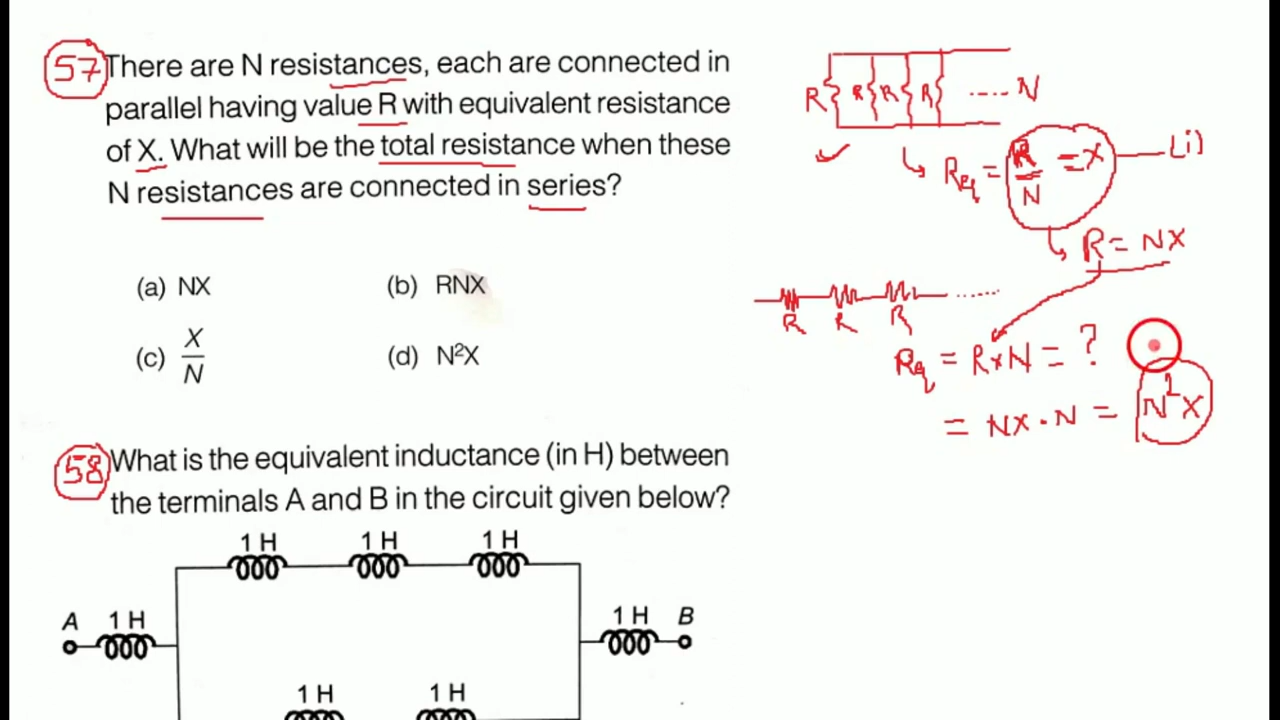 57 There are N resistances, each are connected in
parallel having value R with equivalent resistance
of X. What will be the total resistance when these
N resistances are connected in series?
(a) NX
(b) RNX
(c) X/N
(d) N²X
R R R R ..... N
Req = R/N = X — (i)
R = NX
R R R ......
Req = R×N = ?
= NX · N = N²X
58 What is the equivalent inductance (in H) between
the terminals A and B in the circuit given below?
1 H 1 H 1 H
A 1 H 1 H B
1 H 1 H